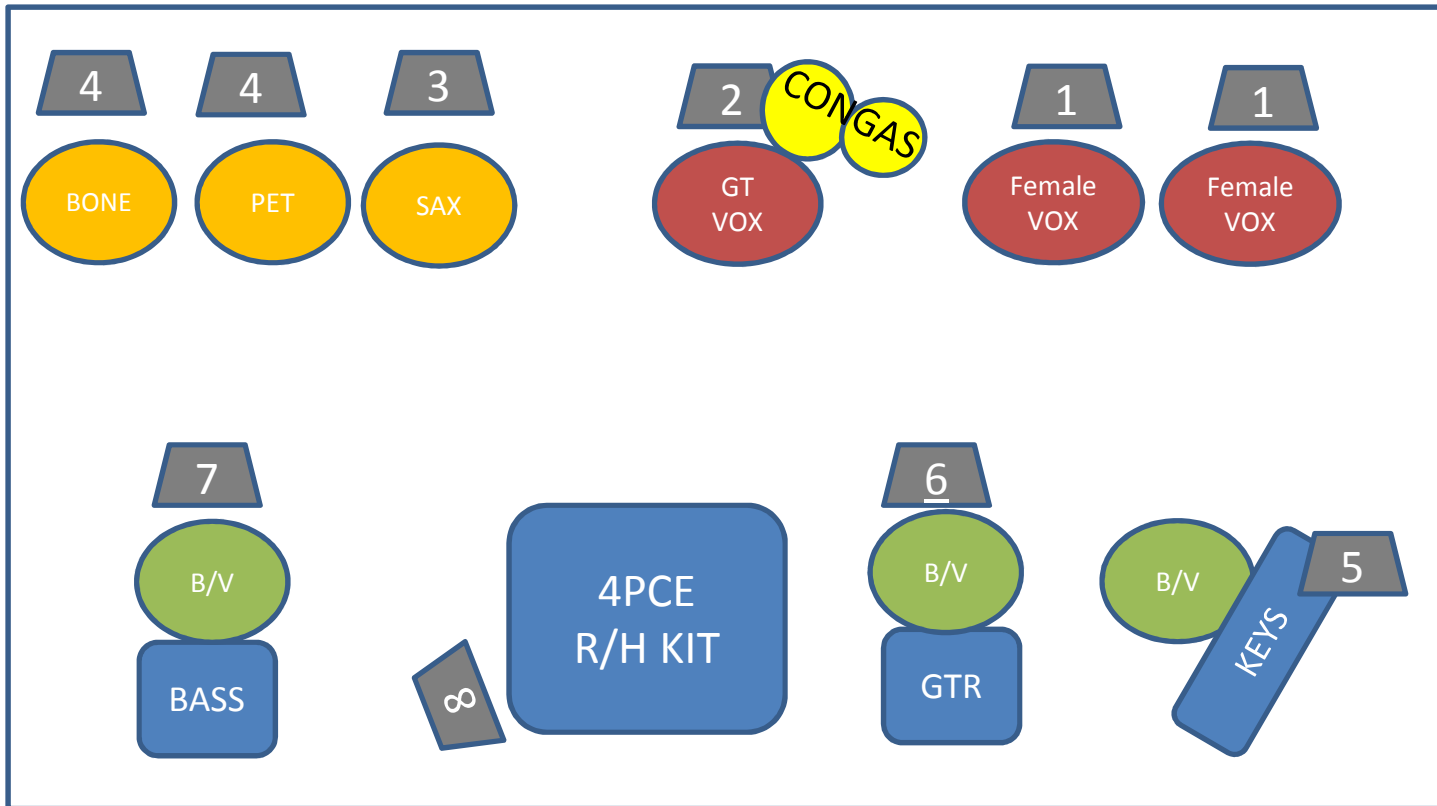 4
4
3
2
CONGAS
1
1
BONE
PET
SAX
GT
VOX
Female
VOX
Female
VOX
7
6
5
B/V
B/V
B/V
4PCE
R/H KIT
KEYS
BASS
8
GTR